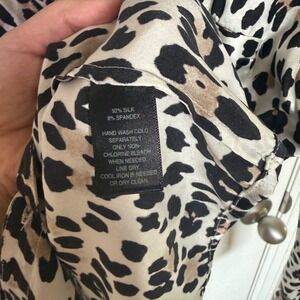 92% SILK
8% SPANDEX
HAND WASH COLD
SEPARATELY
ONLY NON-
CHLORINE BLEACH
WHEN NEEDED
LINE DRY
COOL IRON IF NEEDED
OR DRY CLEAN